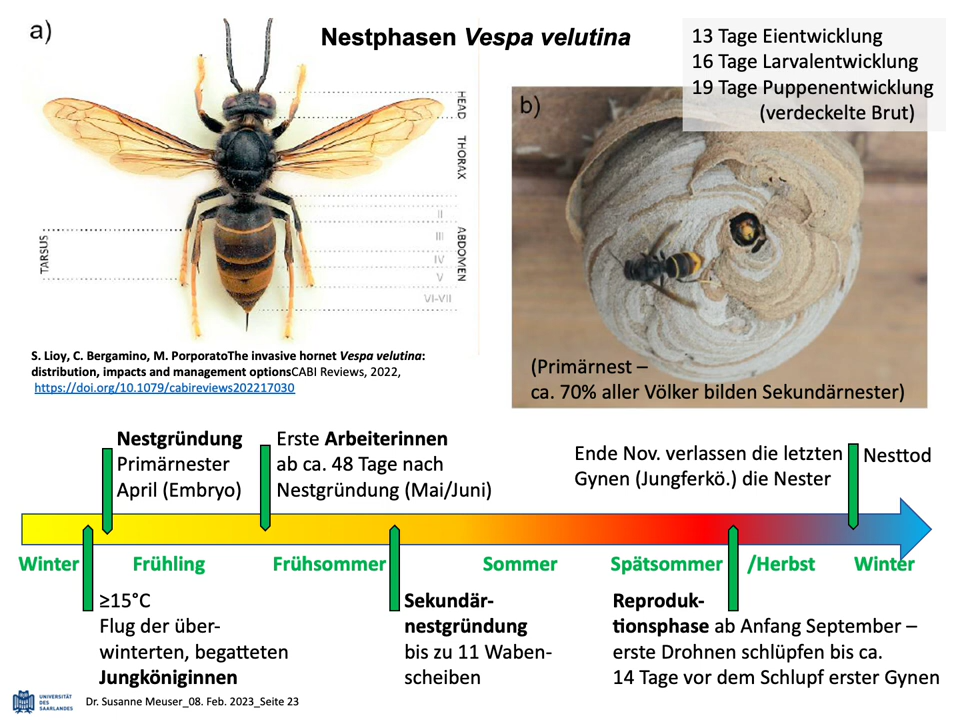 a)
Nestphasen Vespa velutina
13 Tage Eientwicklung
16 Tage Larvalentwicklung
19 Tage Puppenentwicklung
(verdeckelte Brut)
b)
HEAD
THORAX
II
III
ABDOMEN
IV
V
VI-VII
TARSUS
S. Lioy, C. Bergamino, M. PorporatoThe invasive hornet Vespa velutina:
distribution, impacts and management optionsCABI Reviews, 2022,
https://doi.org/10.1079/cabireviews202217030
(Primärnest –
ca. 70% aller Völker bilden Sekundärnester)
Nestgründung
Primärnester
April (Embryo)
Erste Arbeiterinnen
ab ca. 48 Tage nach
Nestgründung (Mai/Juni)
Ende Nov. verlassen die letzten
Gynen (Jungferkö.) die Nester
Nesttod
Winter Frühling Frühsommer Sommer Spätsommer /Herbst Winter
≥15°C
Flug der über-
winterten, begatteten
Jungköniginnen
Sekundär-
nestgründung
bis zu 11 Waben-
scheiben
Reproduk-
tionsphase ab Anfang September –
erste Drohnen schlüpfen bis ca.
14 Tage vor dem Schlupf erster Gynen
UNIVERSITÄT
DES
SAARLANDES
Dr. Susanne Meuser_08. Feb. 2023_Seite 23